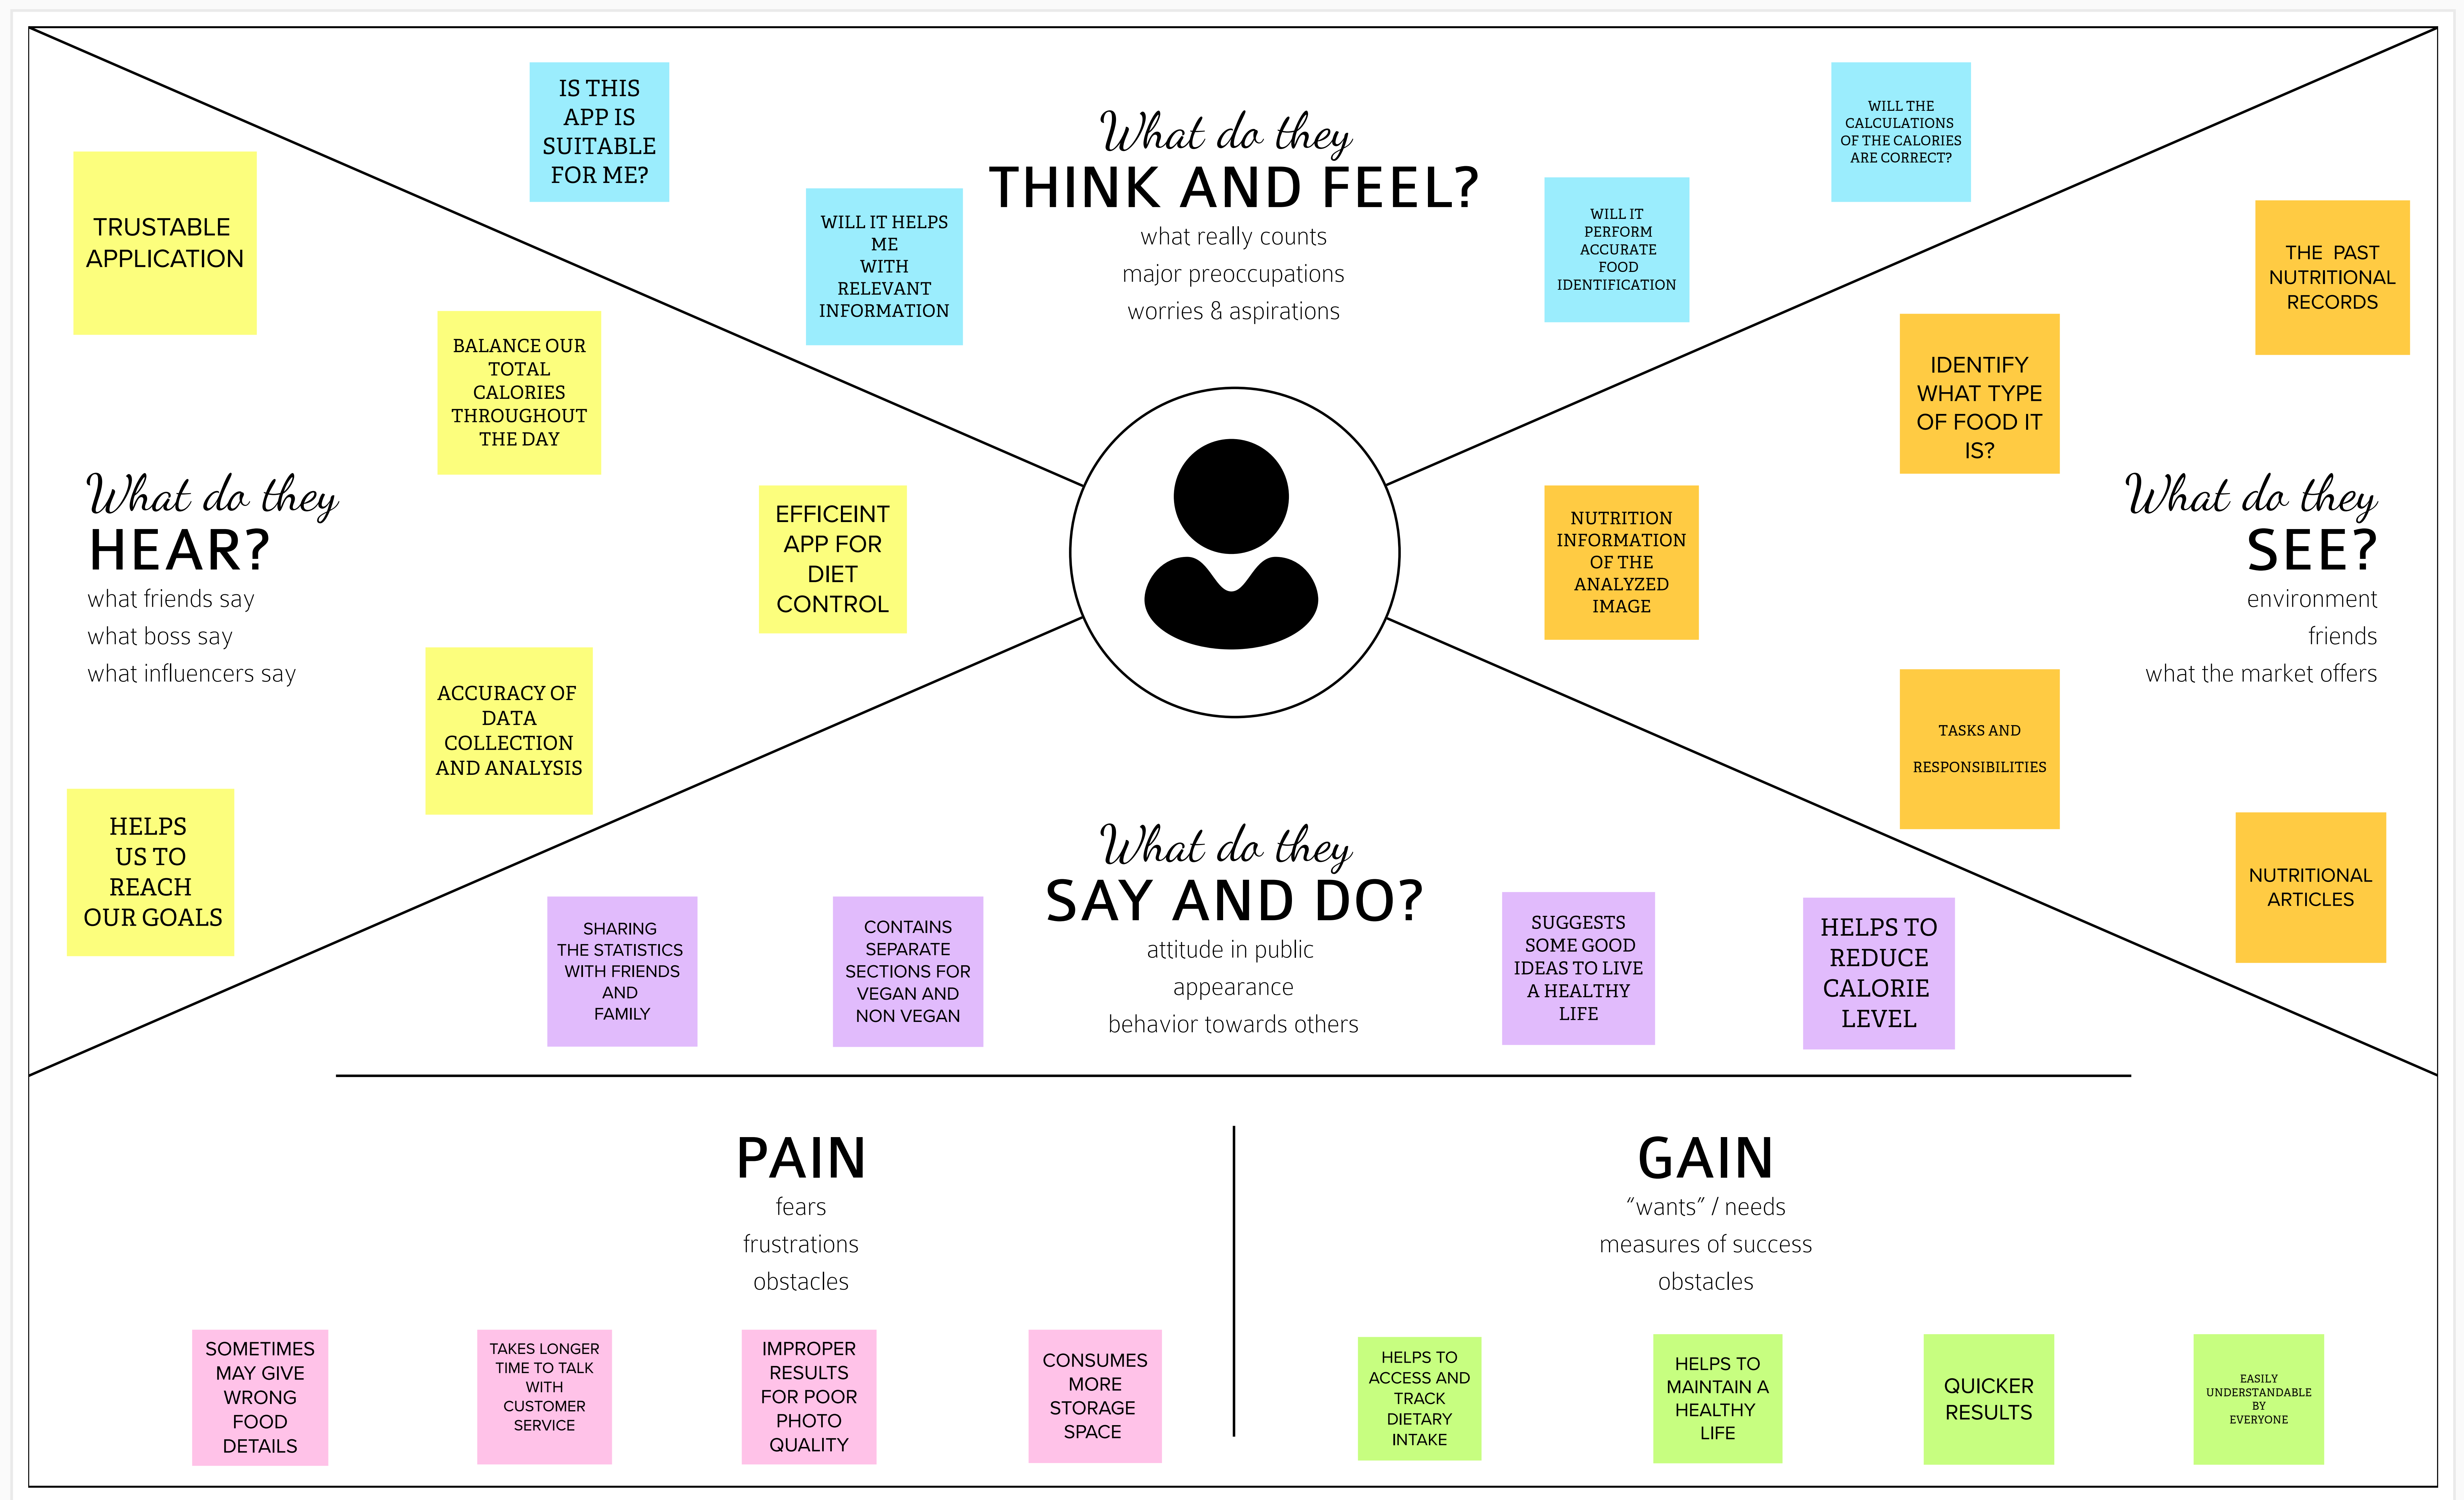 What do they
THINK AND FEEL?
what really counts
major preoccupations
worries & aspirations
IS THIS
APP IS
SUITABLE
FOR ME?
WILL IT HELPS
ME
WITH
RELEVANT
INFORMATION
WILL IT
PERFORM
ACCURATE
FOOD
IDENTIFICATION
WILL THE
CALCULATIONS
OF THE CALORIES
ARE CORRECT?
What do they
HEAR?
what friends say
what boss say
what influencers say
TRUSTABLE
APPLICATION
BALANCE OUR
TOTAL
CALORIES
THROUGHOUT
THE DAY
EFFICEINT
APP FOR
DIET
CONTROL
ACCURACY OF
DATA
COLLECTION
AND ANALYSIS
HELPS
US TO
REACH
OUR GOALS
What do they
SEE?
environment
friends
what the market offers
THE PAST
NUTRITIONAL
RECORDS
IDENTIFY
WHAT TYPE
OF FOOD IT
IS?
NUTRITION
INFORMATION
OF THE
ANALYZED
IMAGE
TASKS AND
RESPONSIBILITIES
NUTRITIONAL
ARTICLES
What do they
SAY AND DO?
attitude in public
appearance
behavior towards others
SHARING
THE STATISTICS
WITH FRIENDS
AND
FAMILY
CONTAINS
SEPARATE
SECTIONS FOR
VEGAN AND
NON VEGAN
SUGGESTS
SOME GOOD
IDEAS TO LIVE
A HEALTHY
LIFE
HELPS TO
REDUCE
CALORIE
LEVEL
PAIN
fears
frustrations
obstacles
SOMETIMES
MAY GIVE
WRONG
FOOD
DETAILS
TAKES LONGER
TIME TO TALK
WITH
CUSTOMER
SERVICE
IMPROPER
RESULTS
FOR POOR
PHOTO
QUALITY
CONSUMES
MORE
STORAGE
SPACE
GAIN
“wants” / needs
measures of success
obstacles
HELPS TO
ACCESS AND
TRACK
DIETARY
INTAKE
HELPS TO
MAINTAIN A
HEALTHY
LIFE
QUICKER
RESULTS
EASILY
UNDERSTANDABLE
BY
EVERYONE